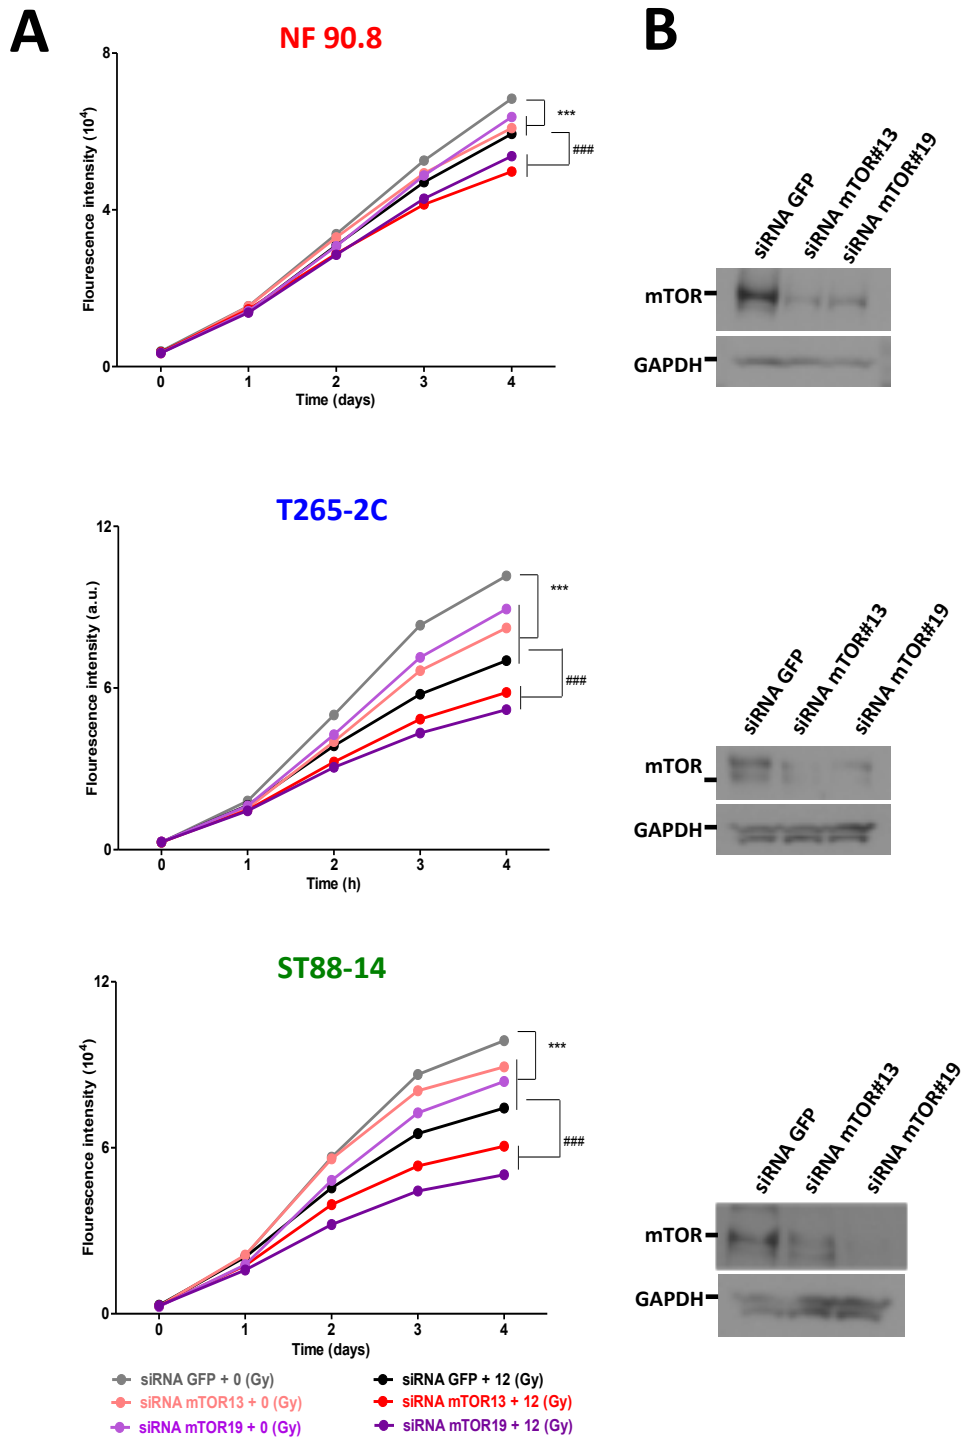 A
B
NF 90.8
8
4
0
Flourescence intensity (10⁴)
0 1 2 3 4
Time (days)
***
###
siRNA GFP
siRNA mTOR#13
siRNA mTOR#19
mTOR
GAPDH
T265-2C
12
6
0
Flourescence intensity (a.u.)
0 1 2 3 4
Time (h)
***
###
siRNA GFP
siRNA mTOR#13
siRNA mTOR#19
mTOR
GAPDH
ST88-14
12
6
0
Flourescence intensity (10⁴)
0 1 2 3 4
Time (days)
***
###
siRNA GFP
siRNA mTOR#13
siRNA mTOR#19
mTOR
GAPDH
siRNA GFP + 0 (Gy)
siRNA mTOR13 + 0 (Gy)
siRNA mTOR19 + 0 (Gy)
siRNA GFP + 12 (Gy)
siRNA mTOR13 + 12 (Gy)
siRNA mTOR19 + 12 (Gy)